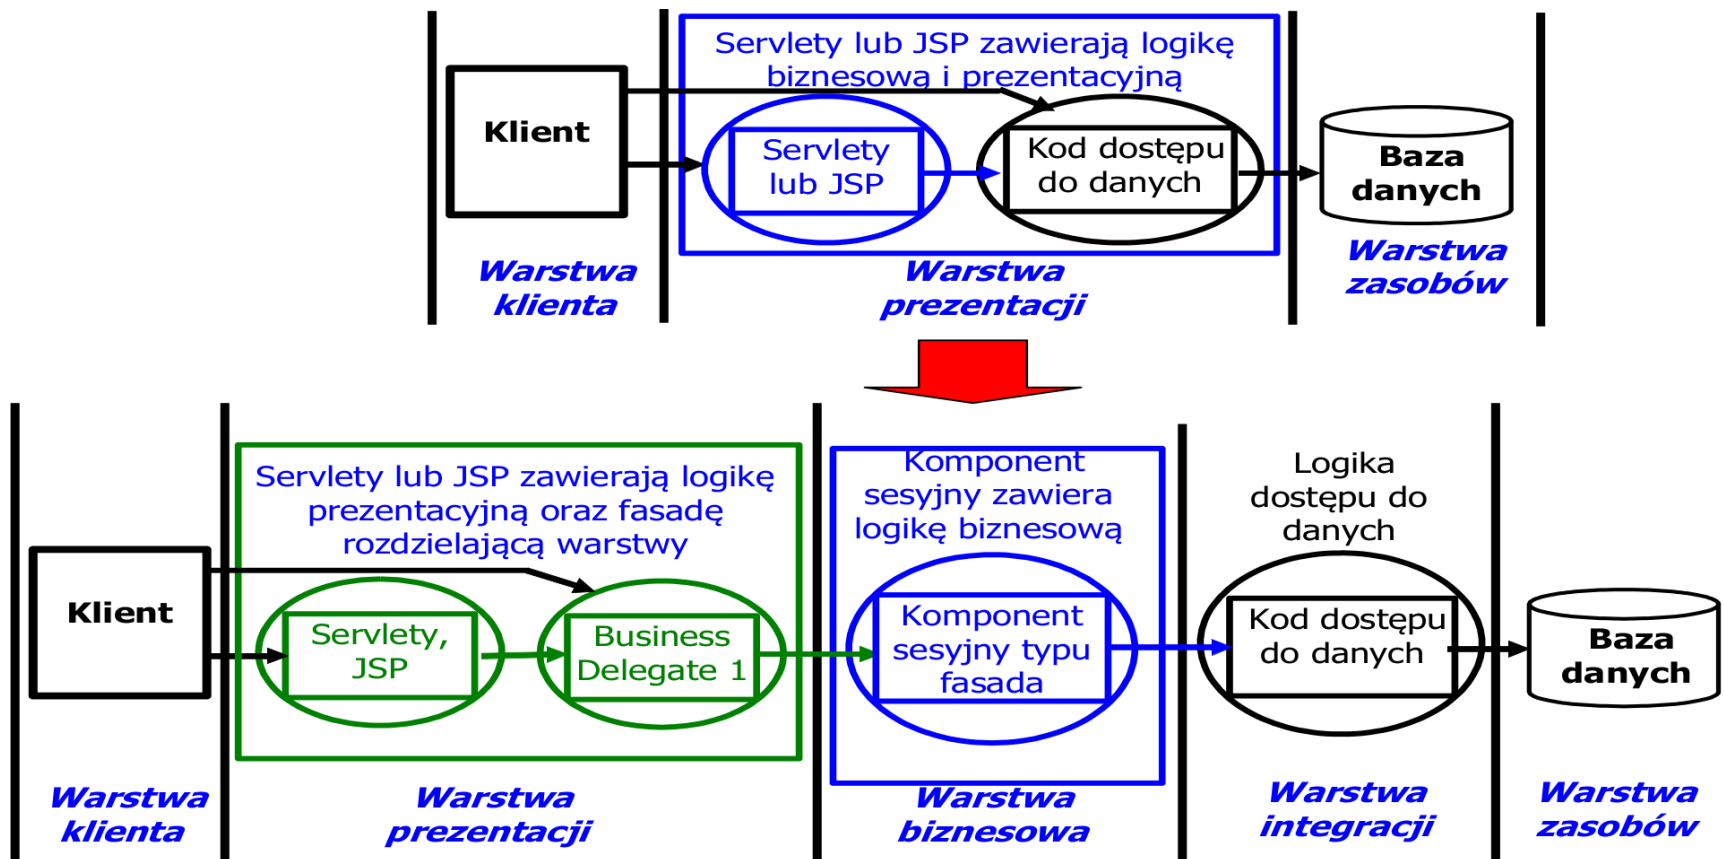 Servlety lub JSP zawierają logikę
biznesową i prezentacyjną
Klient
Servlety
lub JSP
Kod dostępu
do danych
Baza
danych
Warstwa
klienta
Warstwa
prezentacji
Warstwa
zasobów
Servlety lub JSP zawierają logikę
prezentacyjną oraz fasadę
rozdzielającą warstwy
Komponent
sesyjny zawiera
logikę biznesową
Logika
dostępu do
danych
Klient
Servlety,
JSP
Business
Delegate 1
Komponent
sesyjny typu
fasada
Kod dostępu
do danych
Baza
danych
Warstwa
klienta
Warstwa
prezentacji
Warstwa
biznesowa
Warstwa
integracji
Warstwa
zasobów